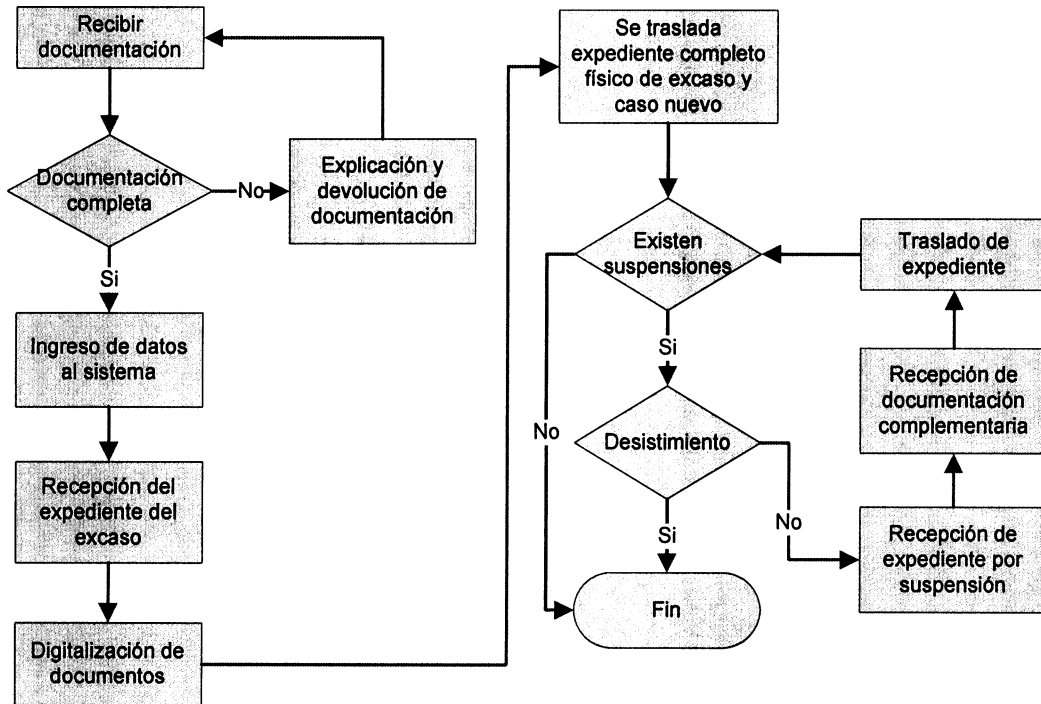 Recibir
documentación
Documentación
completa
No
Explicación y
devolución de
documentación
Si
Ingreso de datos
al sistema
Recepción del
expediente del
excaso
Digitalización de
documentos
Se traslada
expediente completo
físico de excaso y
caso nuevo
Existen
suspensiones
No
Si
Desistimiento
Si
Fin
No
Recepción de
expediente por
suspensión
Recepción de
documentación
complementaria
Traslado de
expediente